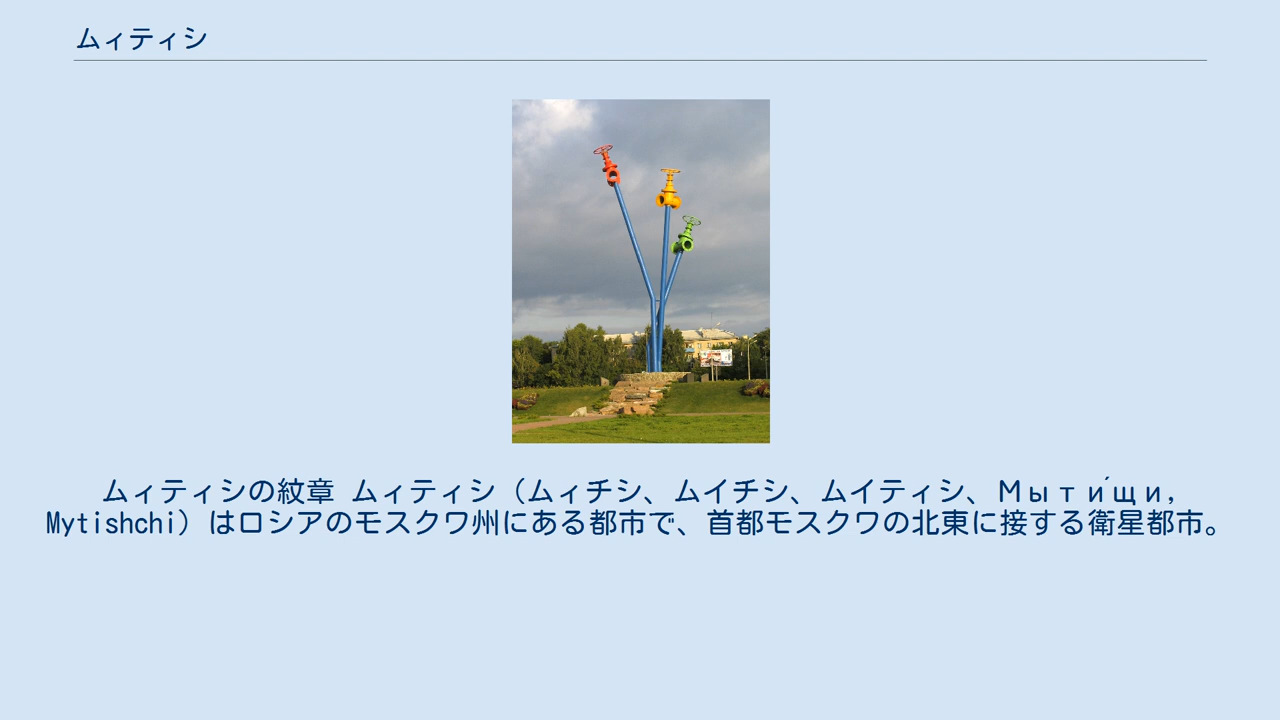 ムィティシ
ムィティシの紋章 ムィティシ（ムィチシ、ムイチシ、ムイティシ、Мыти́щи,
Mytishchi）はロシアのモスクワ州にある都市で、首都モスクワの北東に接する衛星都市。